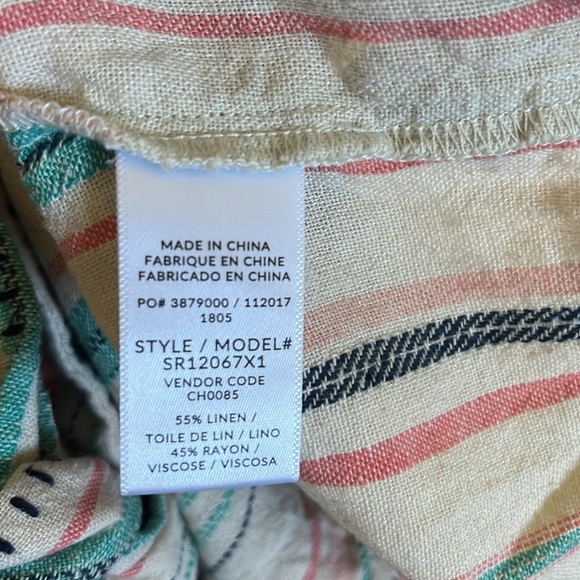 MADE IN CHINA
FABRIQUE EN CHINE
FABRICADO EN CHINA
PO# 3879000 / 112017
1805
STYLE / MODEL#
SR12067X1
VENDOR CODE
CH0085
55% LINEN /
TOILE DE LIN / LINO
45% RAYON /
VISCOSE / VISCOSA